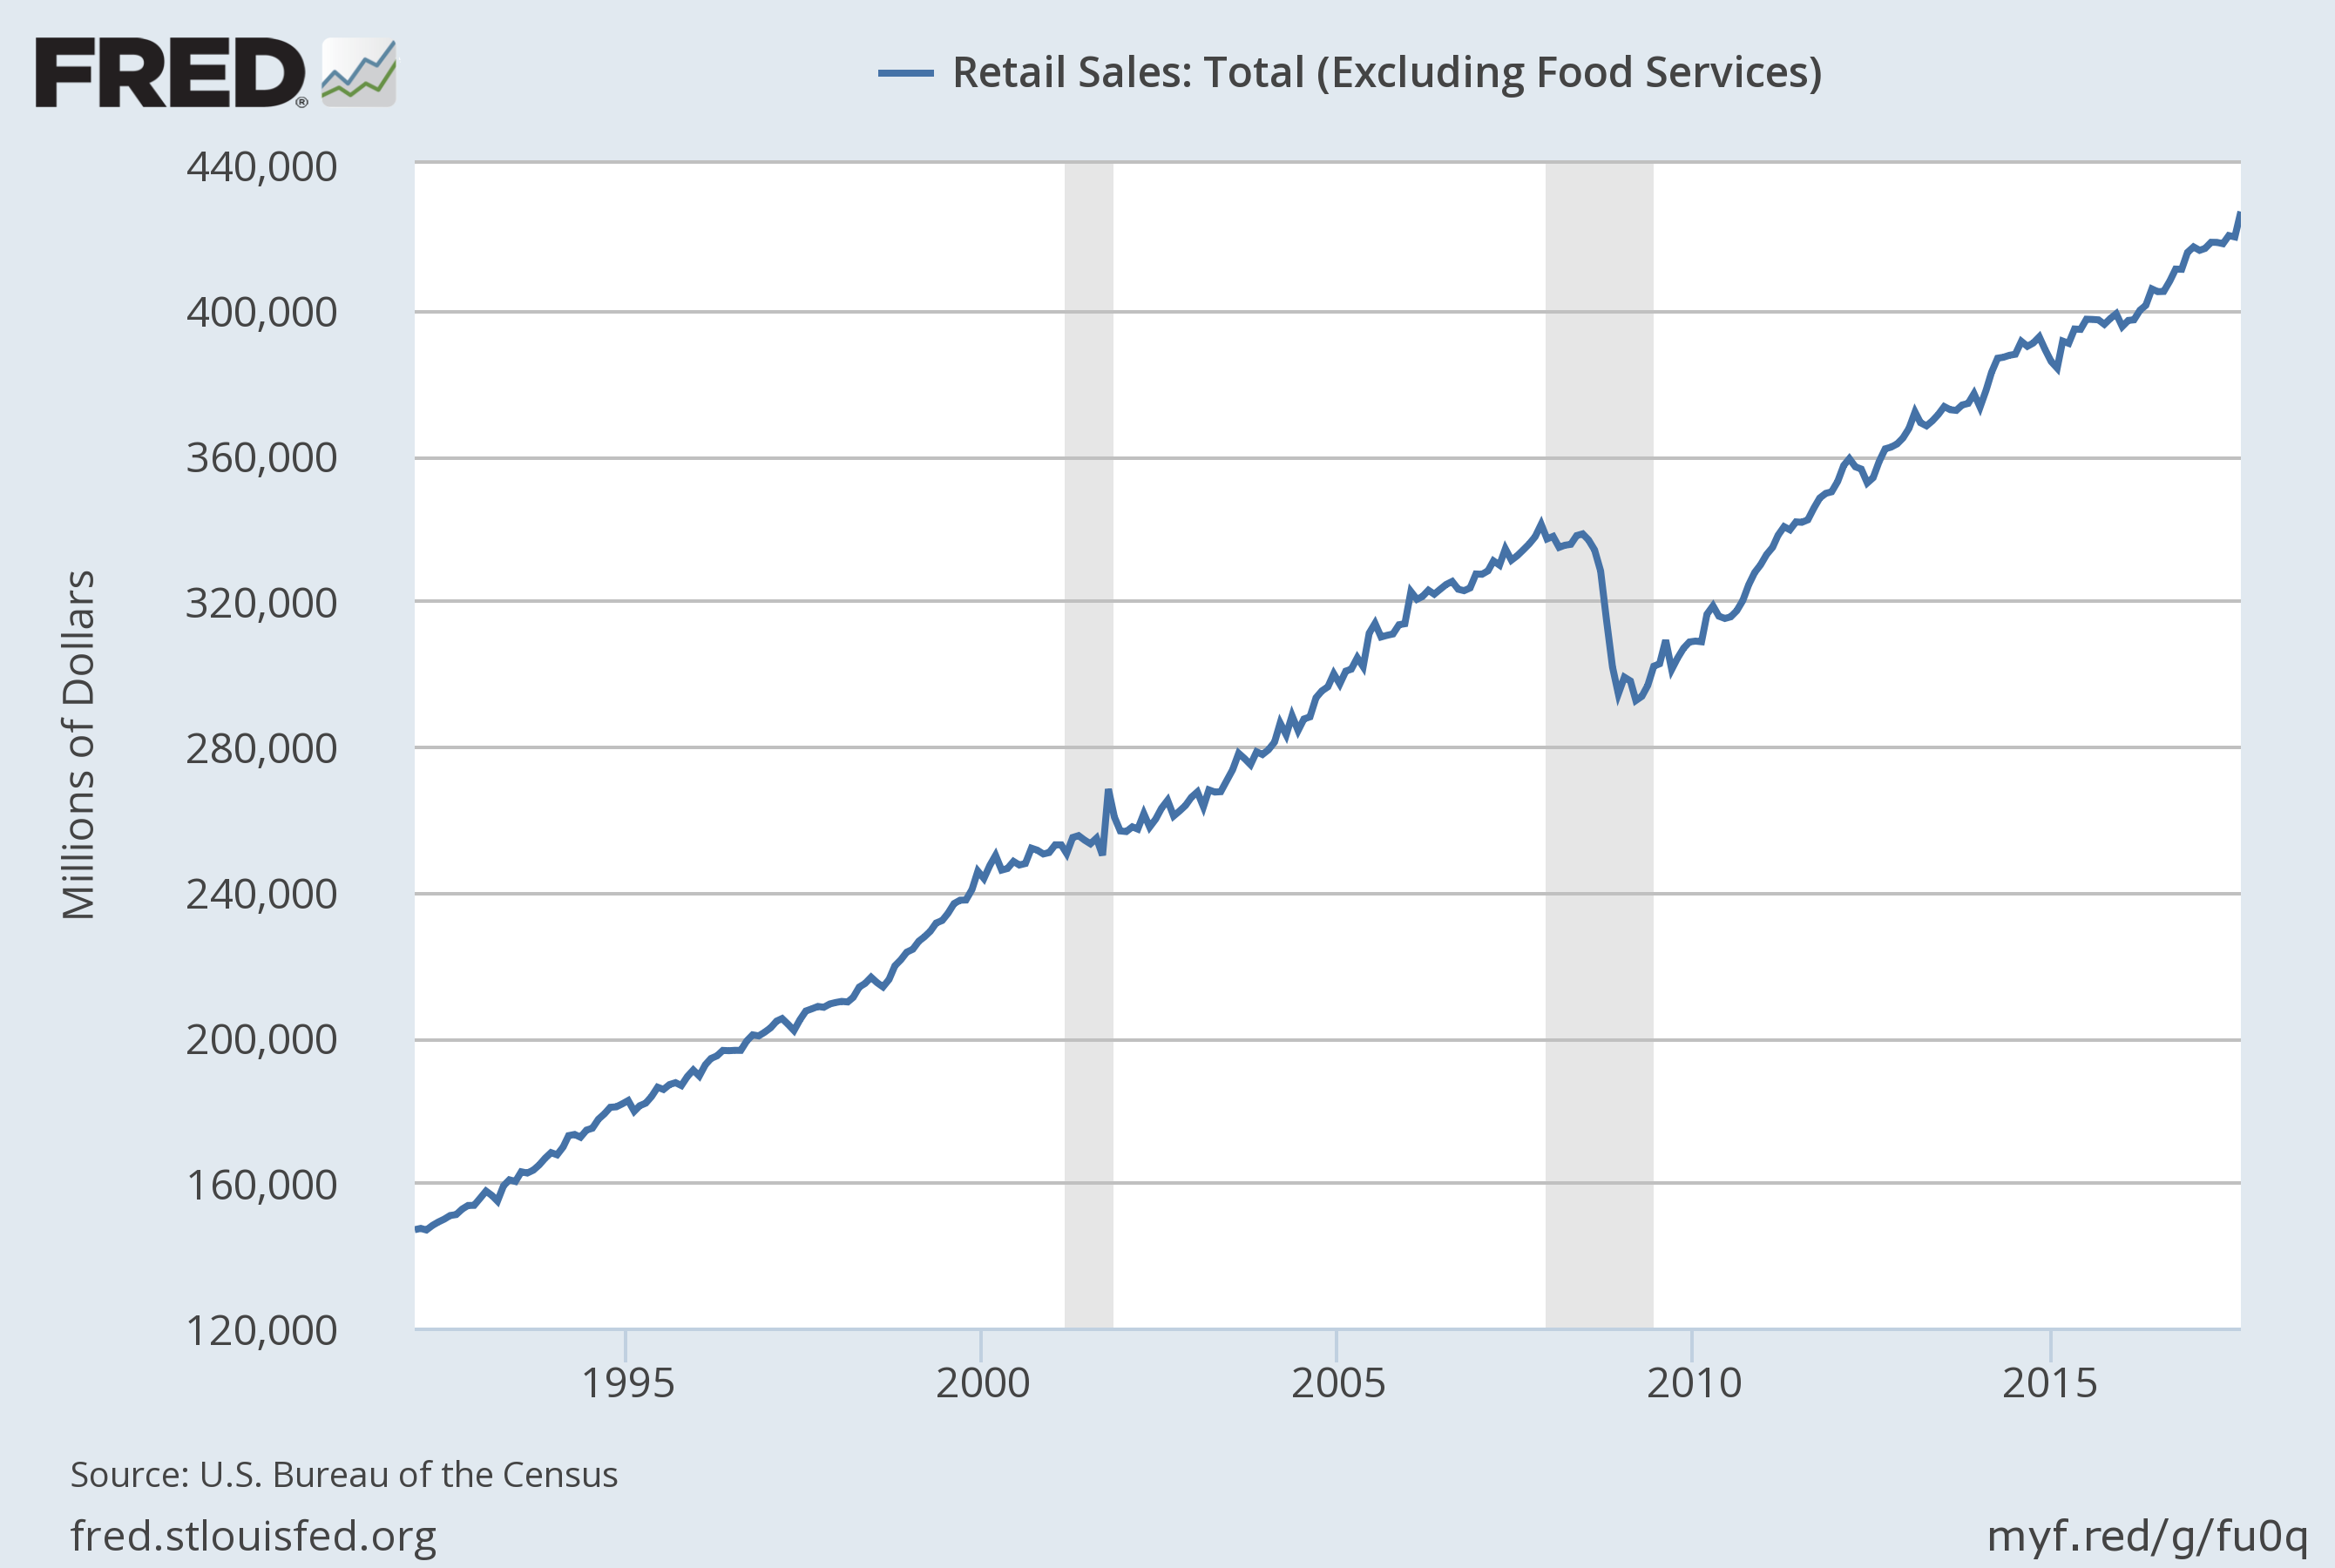 FRED®
Retail Sales: Total (Excluding Food Services)
440,000
400,000
360,000
320,000
280,000
240,000
200,000
160,000
120,000
Millions of Dollars
1995 2000 2005 2010 2015
Source: U.S. Bureau of the Census
fred.stlouisfed.org
myf.red/g/fu0q